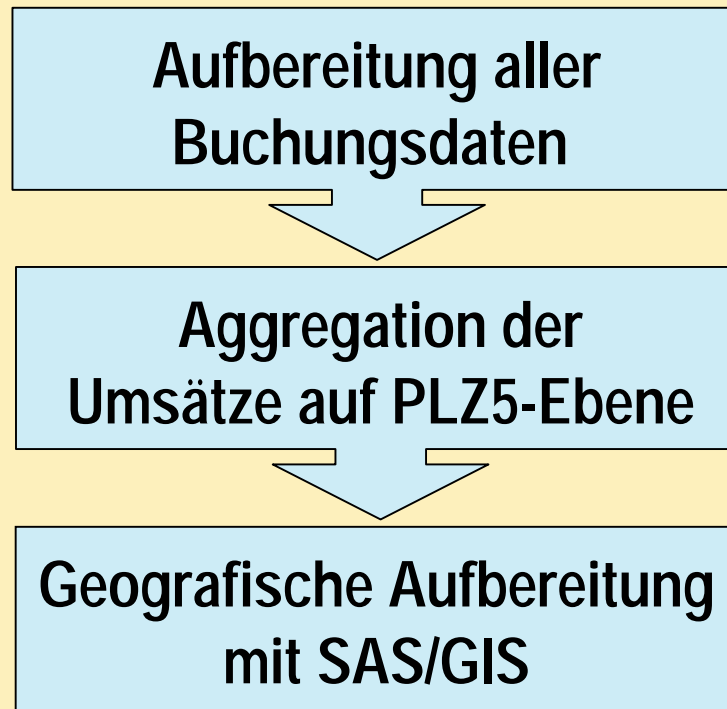 Aufbereitung aller
Buchungsdaten
Aggregation der
Umsätze auf PLZ5-Ebene
Geografische Aufbereitung
mit SAS/GIS